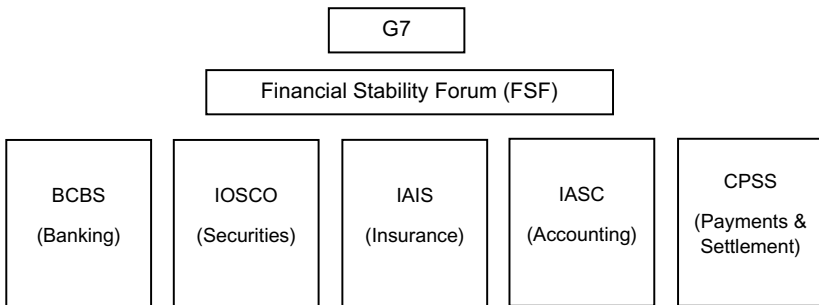 G7
Financial Stability Forum (FSF)
BCBS
(Banking)
IOSCO
(Securities)
IAIS
(Insurance)
IASC
(Accounting)
CPSS
(Payments &
Settlement)